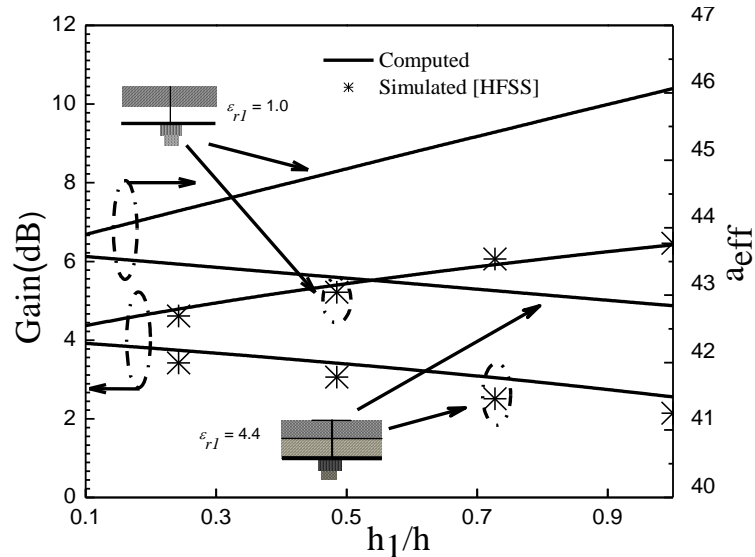 47
12
Computed
Simulated [HFSS]
46
10
εr1 = 1.0
45
8
44
6
43
4
42
2
εr1 = 4.4
41
0
40
Gain(dB)
aeff
0.1
0.3
0.5
0.7
0.9
h1/h